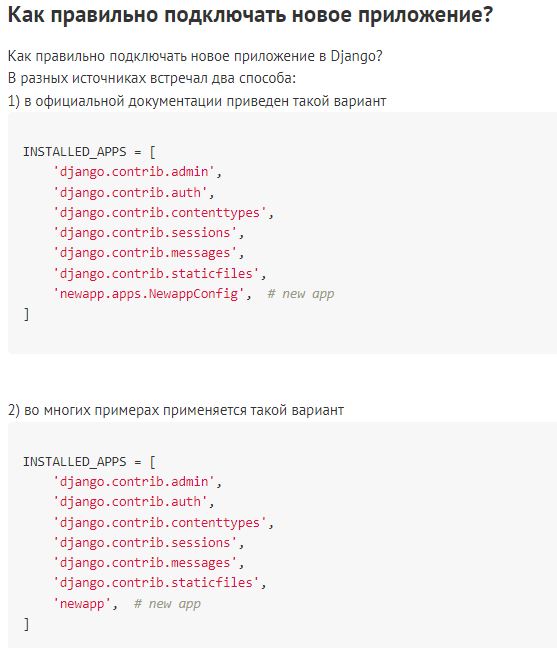 Как правильно подключать новое приложение?
Как правильно подключать новое приложение в Django?
В разных источниках встречал два способа:
1) в официальной документации приведен такой вариант
INSTALLED_APPS = [
    'django.contrib.admin',
    'django.contrib.auth',
    'django.contrib.contenttypes',
    'django.contrib.sessions',
    'django.contrib.messages',
    'django.contrib.staticfiles',
    'newapp.apps.NewappConfig',  # new app
]
2) во многих примерах применяется такой вариант
INSTALLED_APPS = [
    'django.contrib.admin',
    'django.contrib.auth',
    'django.contrib.contenttypes',
    'django.contrib.sessions',
    'django.contrib.messages',
    'django.contrib.staticfiles',
    'newapp',  # new app
]